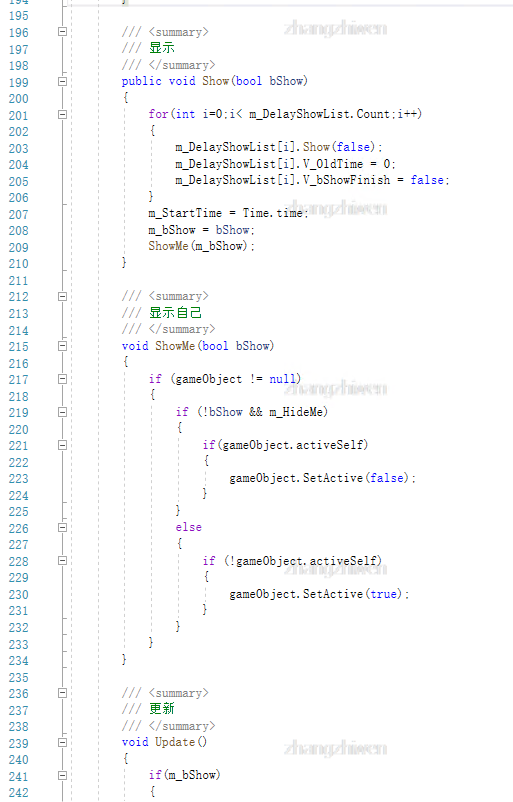 194 }
195
196 /// <summary>
197 /// 显示
198 /// </summary>
199 public void Show(bool bShow)
200 {
201 for(int i=0;i< m_DelayShowList.Count;i++)
202 {
203 m_DelayShowList[i].Show(false);
204 m_DelayShowList[i].V_OldTime = 0;
205 m_DelayShowList[i].V_bShowFinish = false;
206 }
207 m_StartTime = Time.time;
208 m_bShow = bShow;
209 ShowMe(m_bShow);
210 }
211
212 /// <summary>
213 /// 显示自己
214 /// </summary>
215 void ShowMe(bool bShow)
216 {
217 if (gameObject != null)
218 {
219 if (!bShow && m_HideMe)
220 {
221 if(gameObject.activeSelf)
222 {
223 gameObject.SetActive(false);
224 }
225 }
226 else
227 {
228 if (!gameObject.activeSelf)
229 {
230 gameObject.SetActive(true);
231 }
232 }
233 }
234 }
235
236 /// <summary>
237 /// 更新
238 /// </summary>
239 void Update()
240 {
241 if(m_bShow)
242 {